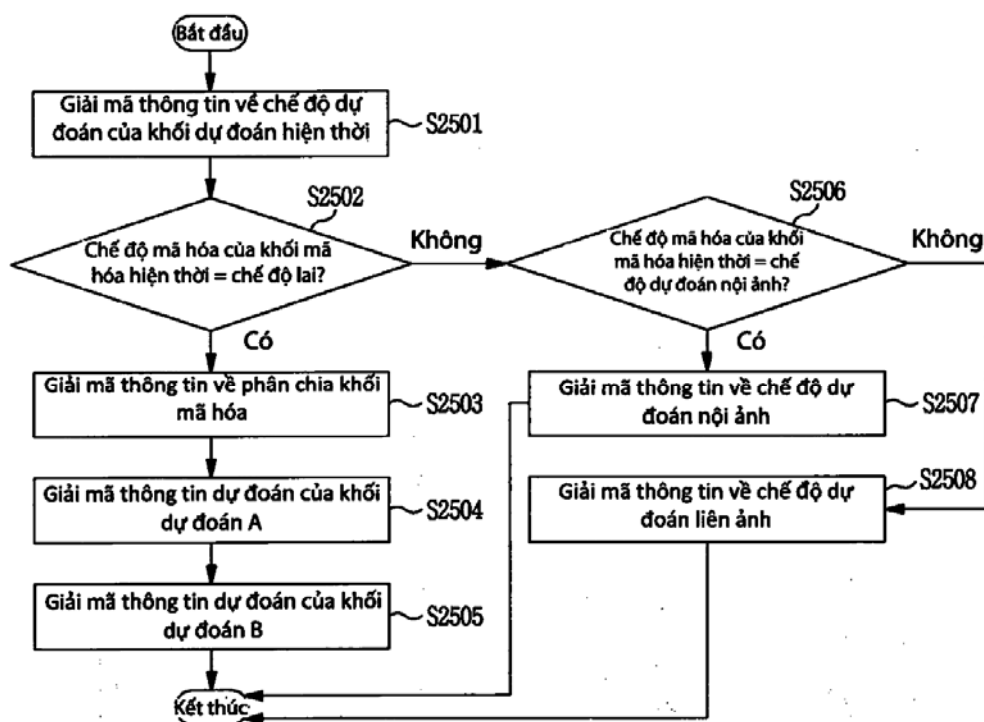 Bắt đầu
Giải mã thông tin về chế độ dự
đoán của khối dự đoán hiện thời
S2501
S2502
Chế độ mã hóa của khối mã
hóa hiện thời = chế độ lai?
Không
Có
S2506
Chế độ mã hóa của khối
mã hóa hiện thời = chế
độ dự đoán nội ảnh?
Không
Có
Giải mã thông tin về phân chia khối
mã hóa
S2503
Giải mã thông tin về chế độ dự
đoán nội ảnh
S2507
Giải mã thông tin dự đoán của khối
dự đoán A
S2504
Giải mã thông tin về chế độ dự
đoán liên ảnh
S2508
Giải mã thông tin dự đoán của khối
dự đoán B
S2505
Kết thúc